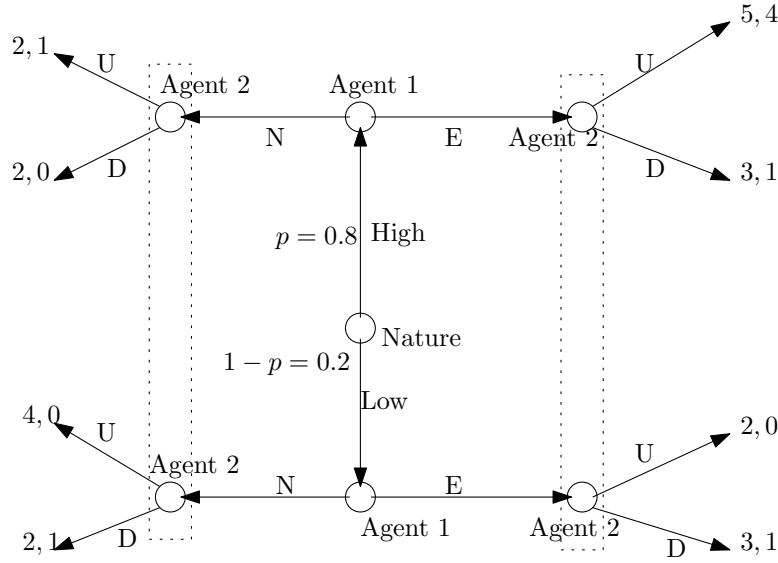 5, 4
2, 1
U
U
Agent 2
Agent 1
N
E
Agent 2
2, 0
D
D
3, 1
p = 0.8
High
Nature
1 − p = 0.2
Low
4, 0
U
2, 0
U
Agent 2
N
E
Agent 1
Agent 2
2, 1
D
D
3, 1